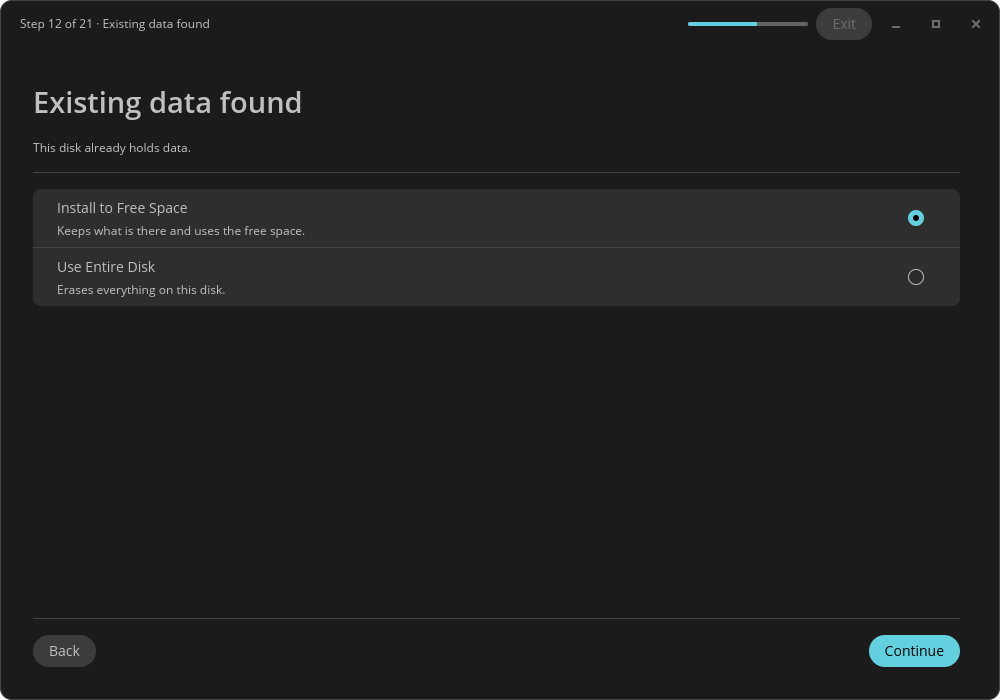 Step 12 of 21 · Existing data found
Exit
Existing data found
This disk already holds data.
Install to Free Space
Keeps what is there and uses the free space.
Use Entire Disk
Erases everything on this disk.
Back
Continue